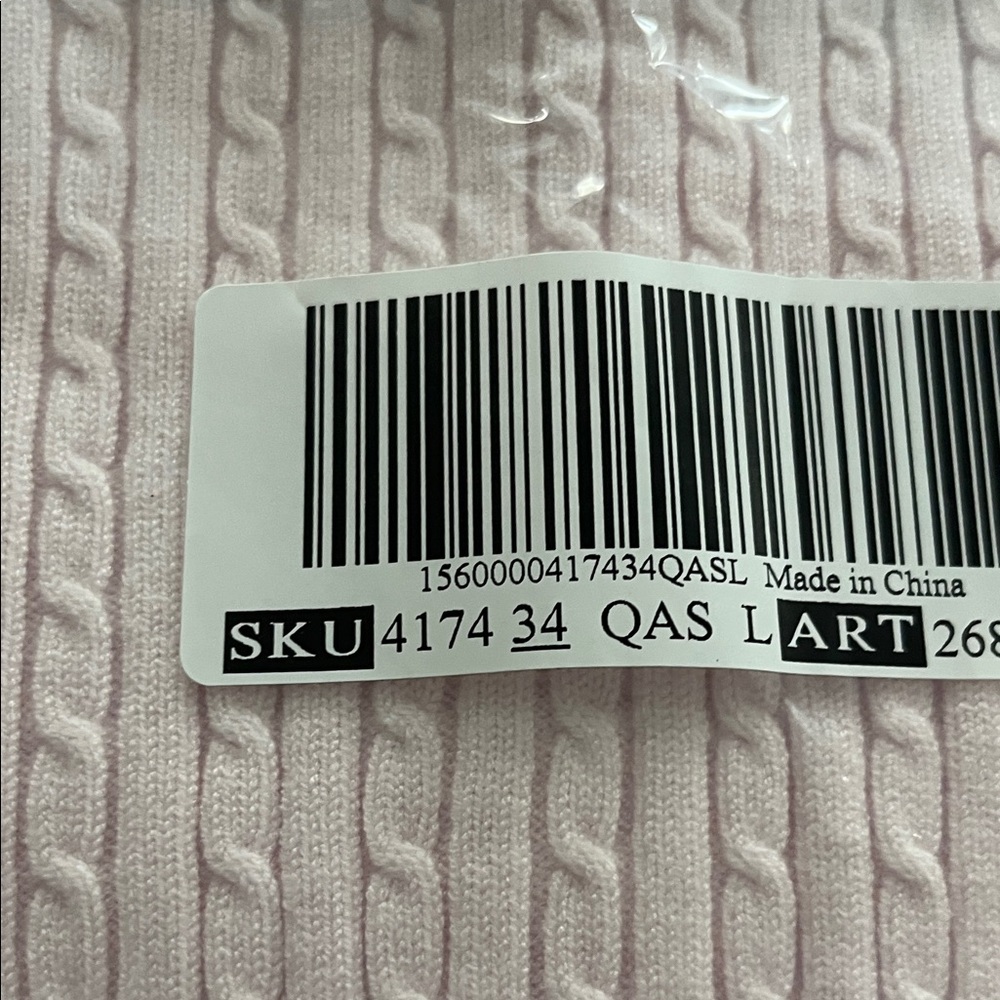 1560000417434QASL Made in China
SKU 4174 34 QAS L ART 268